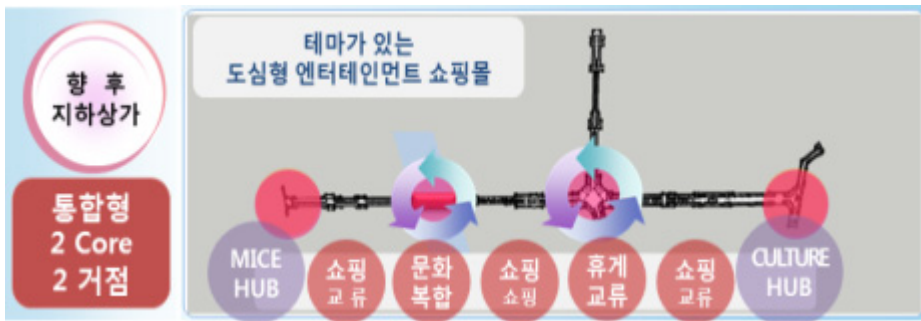 향 후
지하상가
통합형
2 Core
2 거점
테마가 있는
도심형 엔터테인먼트 쇼핑몰
MICE
HUB
쇼핑
교류
문화
복합
쇼핑
쇼핑
휴게
교류
쇼핑
교류
CULTURE
HUB